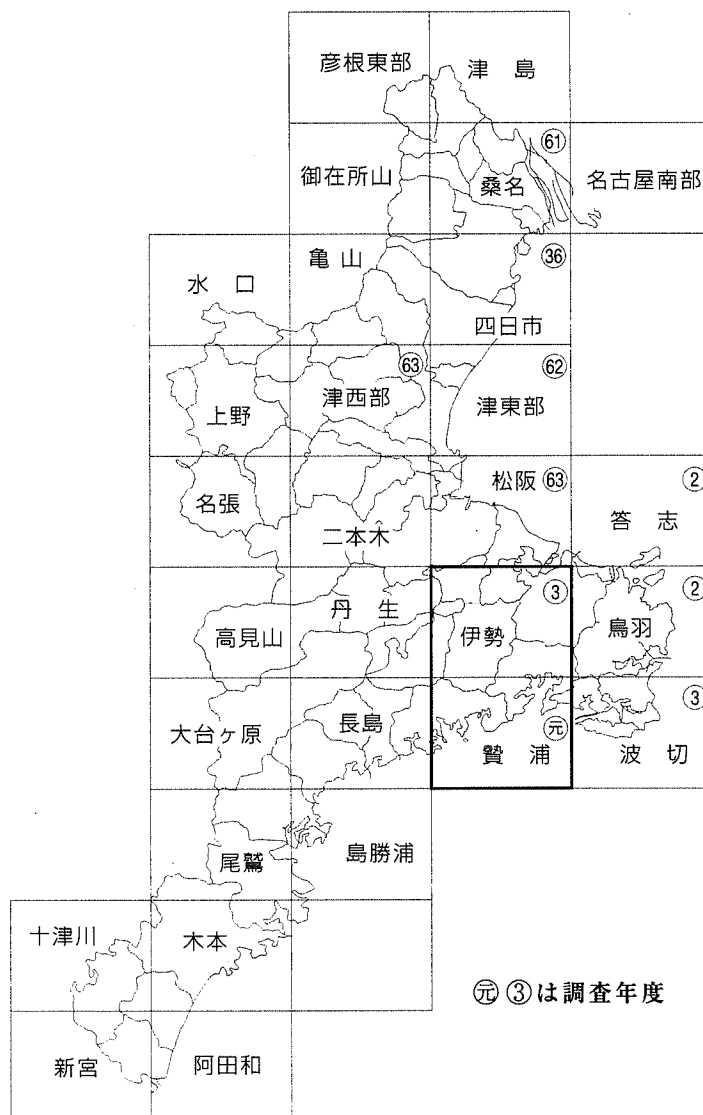 彦根東部
津島
御在所山
桑名
61
名古屋南部
水口
亀山
36
四日市
上野
津西部
63
62
津東部
名張
二本木
松阪 63
2
答志
高見山
丹生
伊勢
3
2
鳥羽
大台ヶ原
長島
元
贄浦
3
波切
尾鷲
島勝浦
十津川
木本
元 3は調査年度
新宮
阿田和